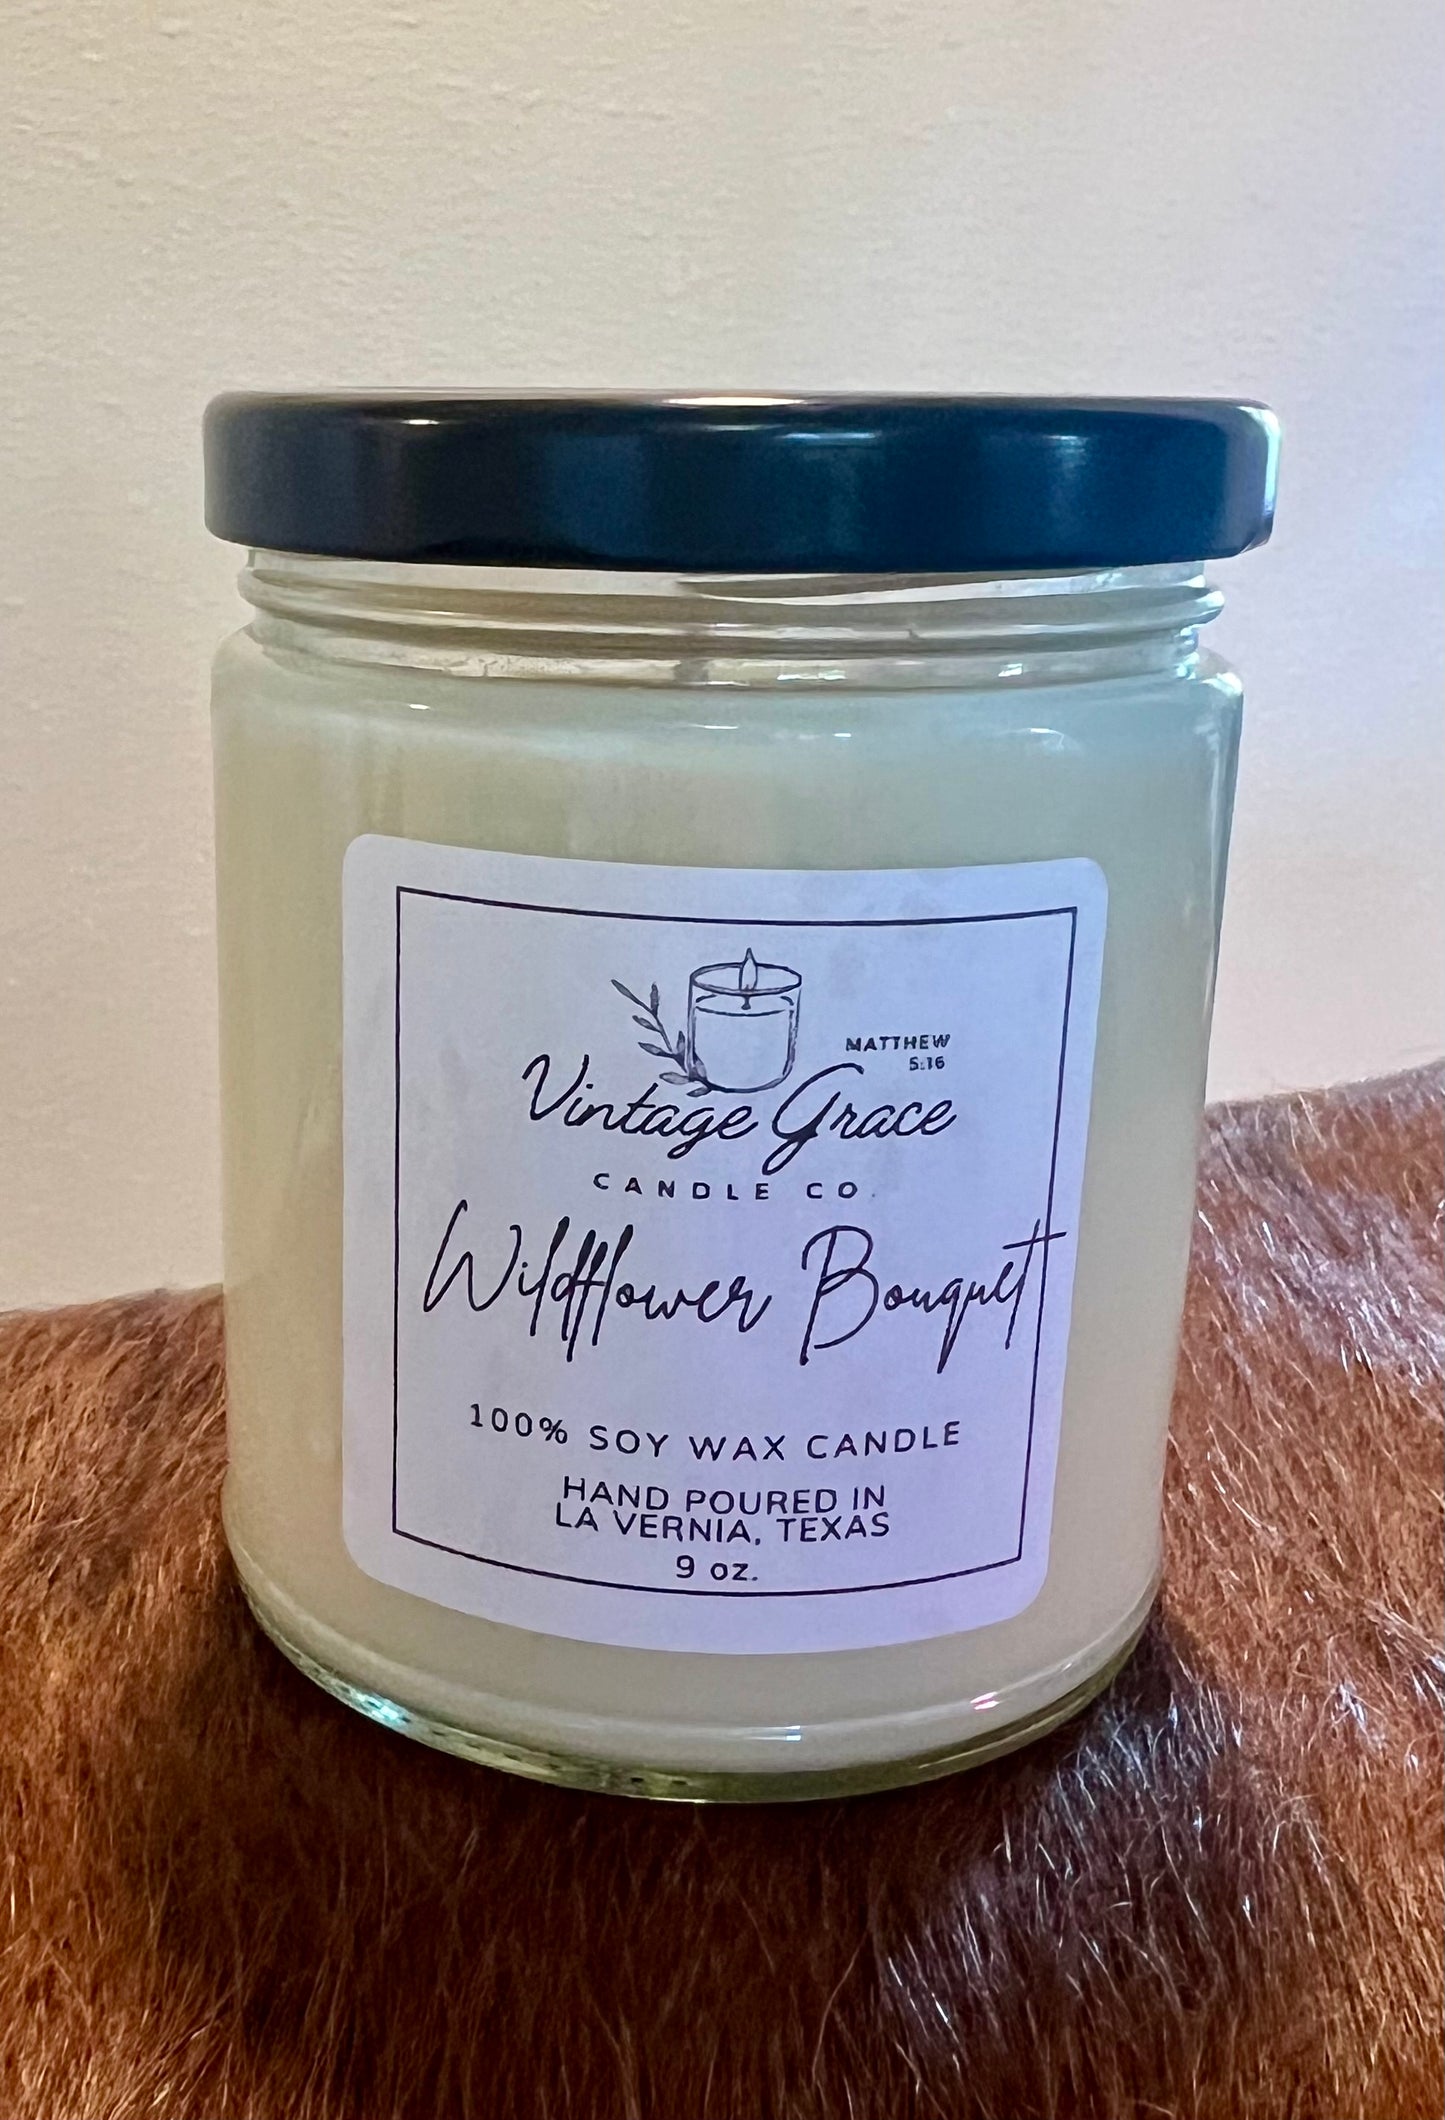 MATTHEW
5:16
Vintage Grace
CANDLE CO.
Wildflower Bouquet
100% SOY WAX CANDLE
HAND POURED IN
LA VERNIA, TEXAS
9 oz.